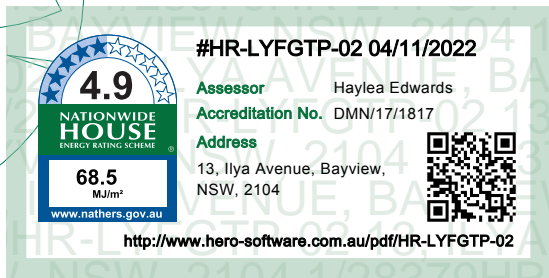 #HR-LYFGTP-02 04/11/2022
4.9
NATIONWIDE
HOUSE
ENERGY RATING SCHEME
®
68.5
MJ/m²
www.nathers.gov.au
Assessor Haylea Edwards
Accreditation No. DMN/17/1817
Address
13, Ilya Avenue, Bayview,
NSW, 2104
http://www.hero-software.com.au/pdf/HR-LYFGTP-02